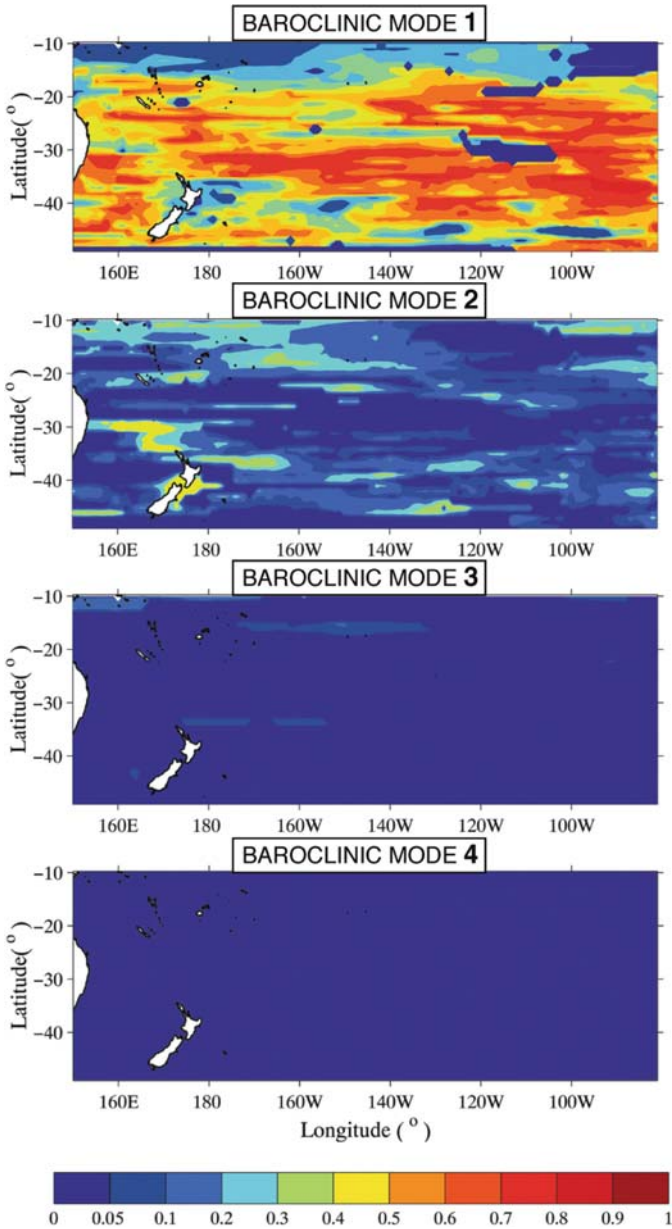 BAROCLINIC MODE 1
−10
−20
−30
−40
Latitude( o )
160E 180 160W 140W 120W 100W
BAROCLINIC MODE 2
−10
−20
−30
−40
Latitude( o )
160E 180 160W 140W 120W 100W
BAROCLINIC MODE 3
−10
−20
−30
−40
Latitude( o )
160E 180 160W 140W 120W 100W
BAROCLINIC MODE 4
−10
−20
−30
−40
Latitude( o )
160E 180 160W 140W 120W 100W
Longitude ( o )
0 0.05 0.1 0.2 0.3 0.4 0.5 0.6 0.7 0.8 0.9